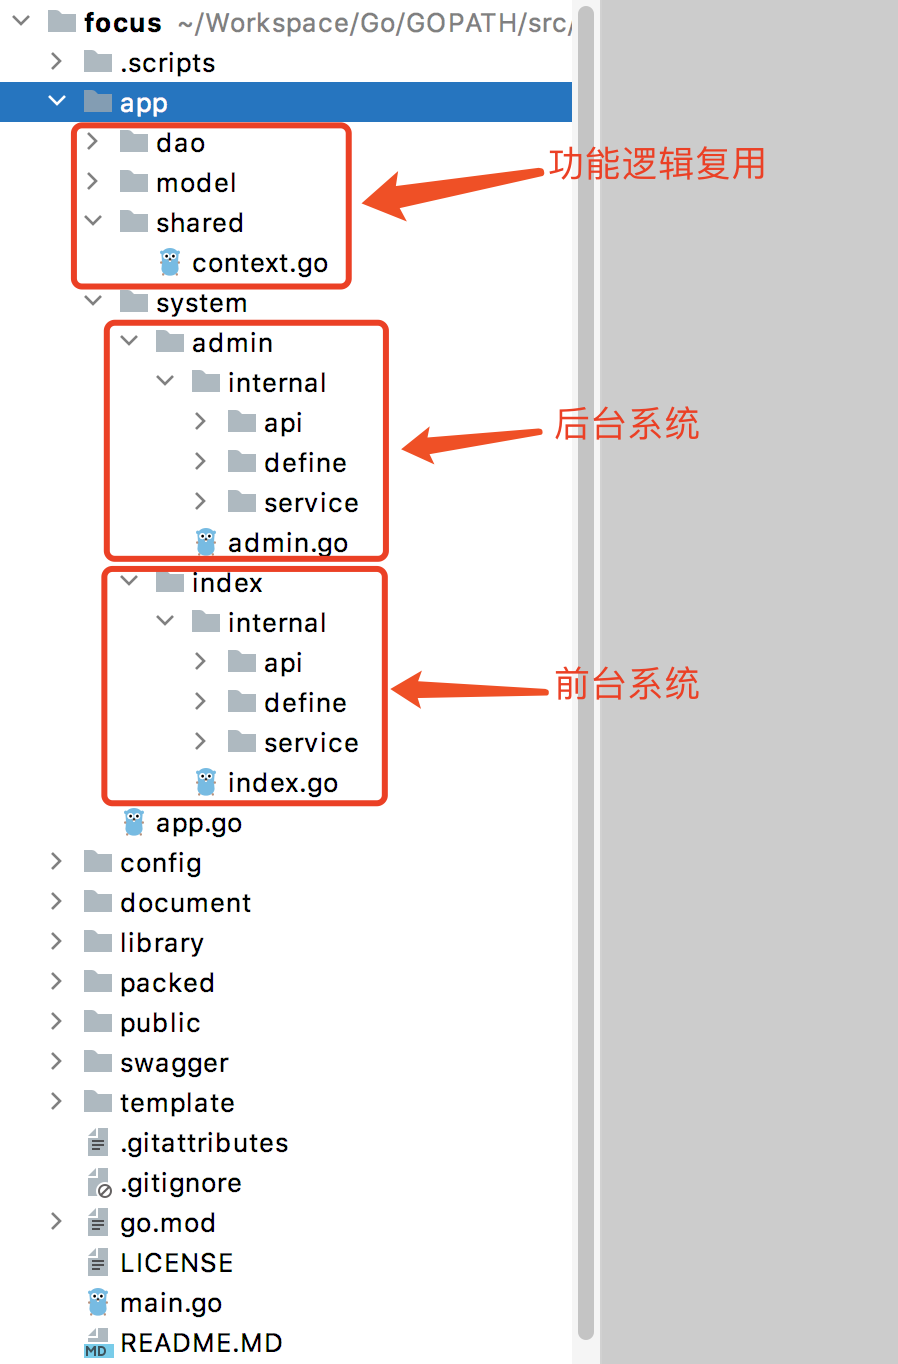 focus ~/Workspace/Go/GOPATH/src/
.scripts
app
dao
功能逻辑复用
model
shared
context.go
system
admin
internal
api
后台系统
define
service
admin.go
index
internal
api
前台系统
define
service
index.go
app.go
config
document
library
packed
public
swagger
template
.gitattributes
.gitignore
go.mod
LICENSE
main.go
MD README.MD